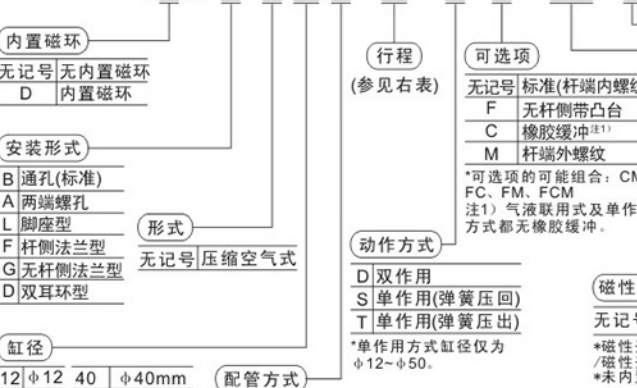 内置磁环
无记号 无内置磁环
D 内置磁环
安装形式
B 通孔(标准)
A 两端螺孔
L 脚座型
F 杆侧法兰型
G 无杆侧法兰型
D 双耳环型
缸径
12 φ12 40 φ40mm
形式
无记号 压缩空气式
配管方式
行程
(参见右表)
动作方式
D 双作用
S 单作用(弹簧压回)
T 单作用(弹簧压出)
*单作用方式缸径仅为
φ12~φ50。
可选项
无记号 标准(杆端内螺纹
F 无杆侧带凸台
C 橡胶缓冲注1)
M 杆端外螺纹
*可选项的可能组合：CM
FC、FM、FCM
注1）气液联用式及单作
方式都无橡胶缓冲。
磁性
无记号
*磁性
/磁性
*未内